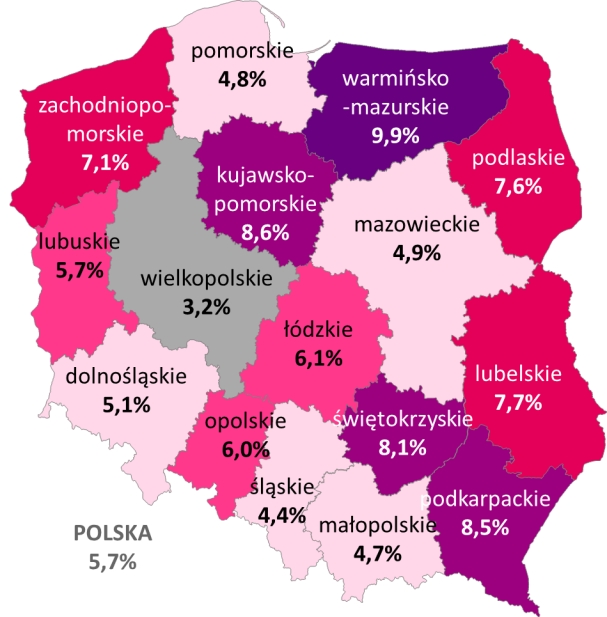 pomorskie
4,8%
warmińsko
-mazurskie
9,9%
zachodniopo-
morskie
7,1%
podlaskie
7,6%
kujawsko-
pomorskie
8,6%
mazowieckie
4,9%
lubuskie
5,7%
wielkopolskie
3,2%
łódzkie
6,1%
dolnośląskie
5,1%
lubelskie
7,7%
opolskie
6,0%
świętokrzyskie
8,1%
śląskie
4,4%
małopolskie
4,7%
podkarpackie
8,5%
POLSKA
5,7%